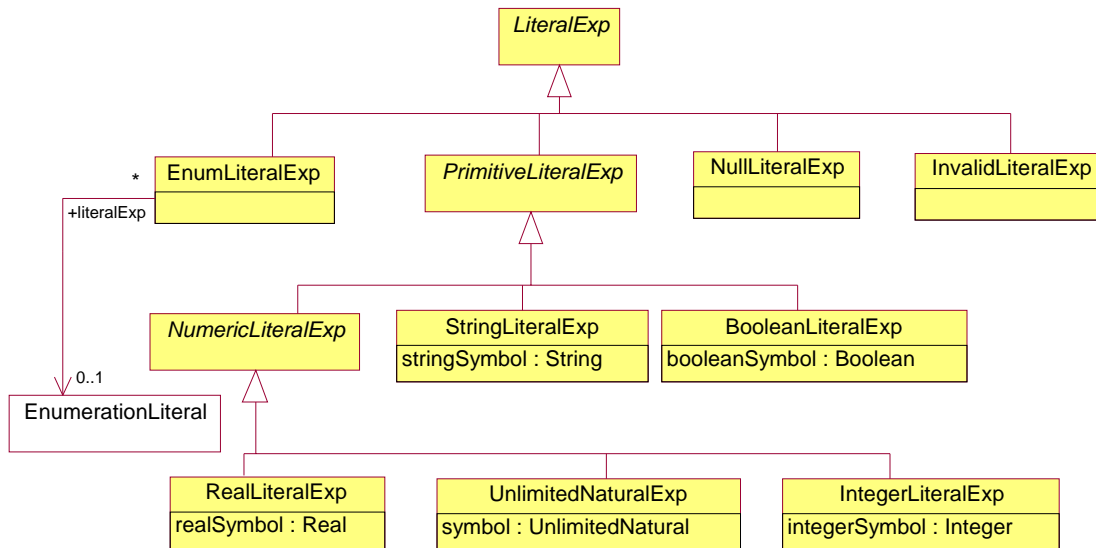 LiteralExp
EnumLiteralExp
PrimitiveLiteralExp
NullLiteralExp
InvalidLiteralExp
*
+literalExp
NumericLiteralExp
StringLiteralExp
stringSymbol : String
BooleanLiteralExp
booleanSymbol : Boolean
0..1
EnumerationLiteral
RealLiteralExp
realSymbol : Real
UnlimitedNaturalExp
symbol : UnlimitedNatural
IntegerLiteralExp
integerSymbol : Integer